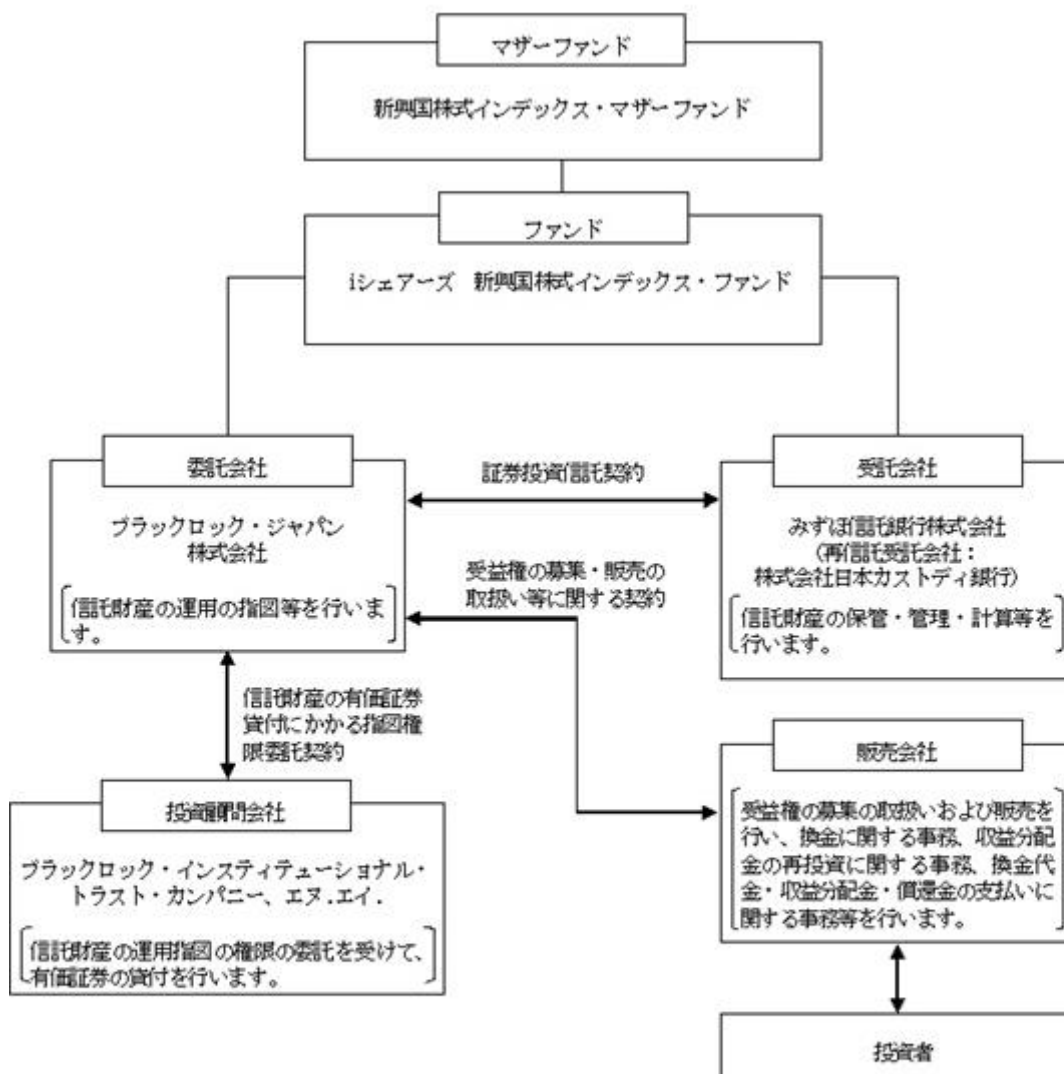 マザーファンド
新興国株式インデックス・マザーファンド
ファンド
iシェアーズ 新興国株式インデックス・ファンド
委託会社
ブラックロック・ジャパン
株式会社
信託財産の運用の指図等を行いま
す。
証券投資信託契約
受益権の募集・販売の
取扱い等に関する契約
受託会社
みずほ信託銀行株式会社
(再信託受託会社：
株式会社日本カストディ銀行)
信託財産の保管・管理・計算等を
行います。
信託財産の有価証券
貸付にかかる指図権
限委託契約
投資顧問会社
ブラックロック・インスティテューショナル・
トラスト・カンパニー、エヌ.エイ.
信託財産の運用指図の権限の委託を受けて、
有価証券の貸付を行います。
販売会社
受益権の募集の取扱いおよび販売を
行い、換金に関する事務、収益分配
金の再投資に関する事務、換金代
金・収益分配金・償還金の支払いに
関する事務等を行います。
投資者